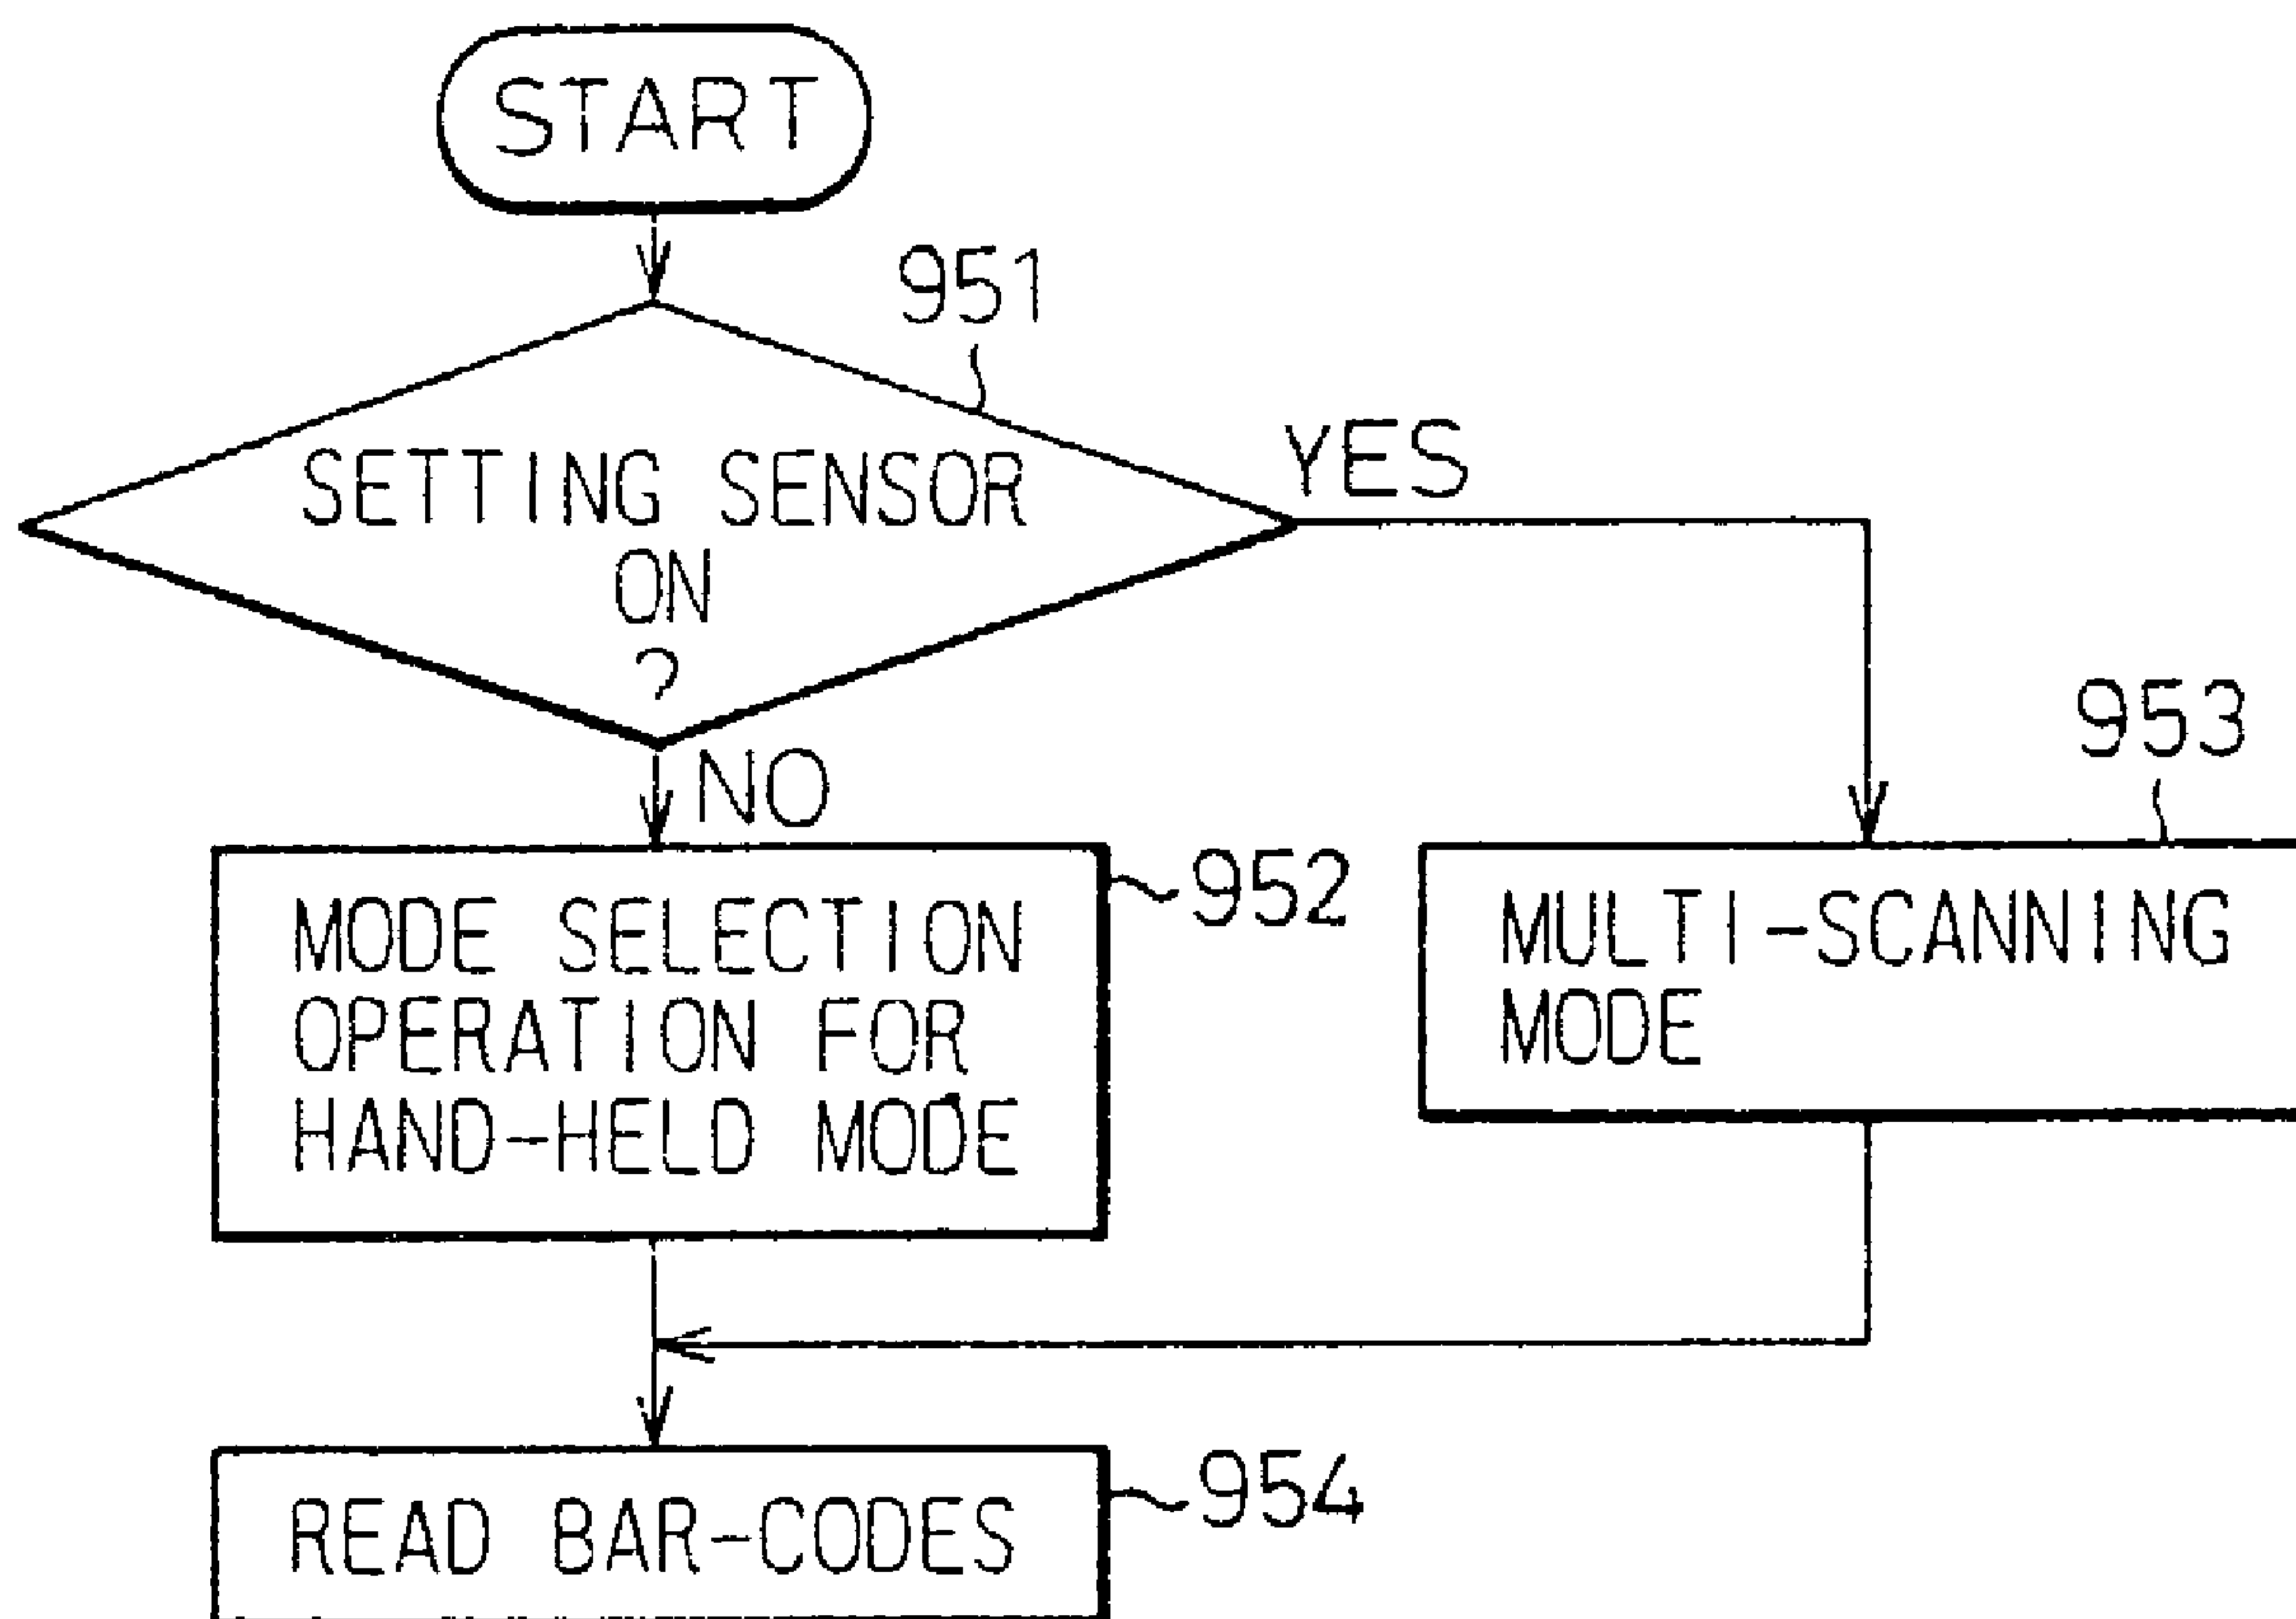 START
951
SETTING SENSOR
ON
?
YES
NO
952
MODE SELECTION
OPERATION FOR
HAND-HELD MODE
953
MULTI-SCANNING
MODE
954
READ BAR-CODES